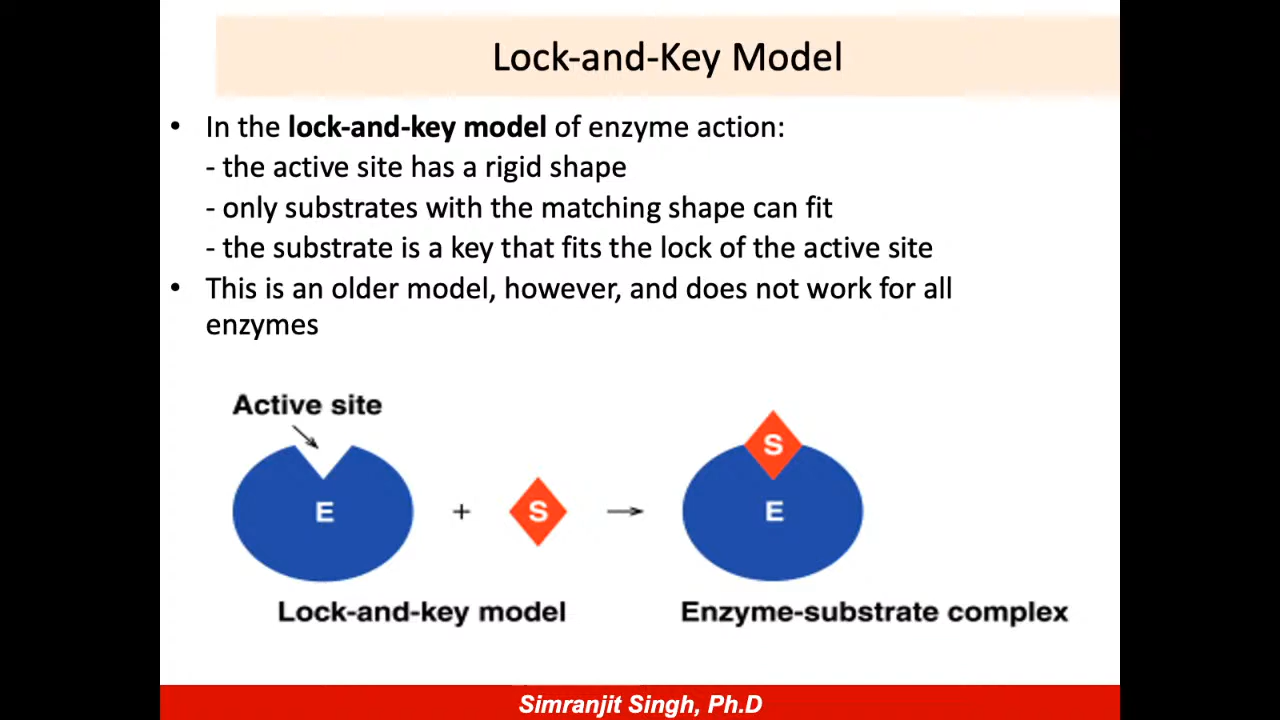 Lock-and-Key Model
• In the lock-and-key model of enzyme action:
- the active site has a rigid shape
- only substrates with the matching shape can fit
- the substrate is a key that fits the lock of the active site
• This is an older model, however, and does not work for all
enzymes
Active site
E + S → S
E
Lock-and-key model
Enzyme-substrate complex
Simranjit Singh, Ph.D